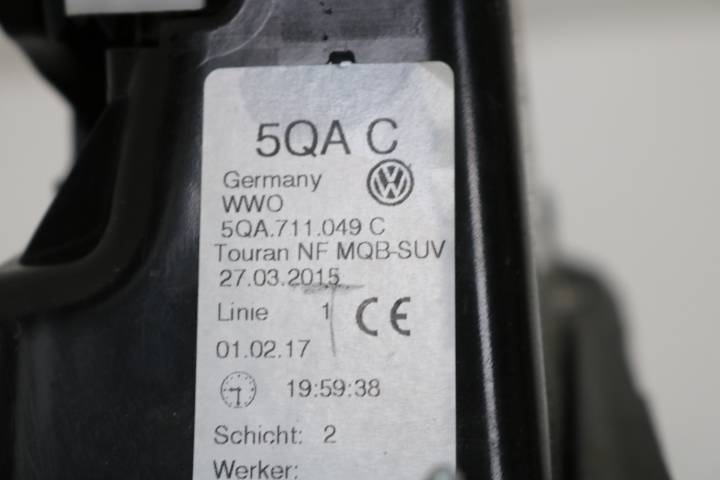 5QA C
Germany
WWO
5QA.711.049 C
Touran NF MQB-SUV
27.03.2015
Linie 1 CE
01.02.17
19:59:38
Schicht: 2
Werker: